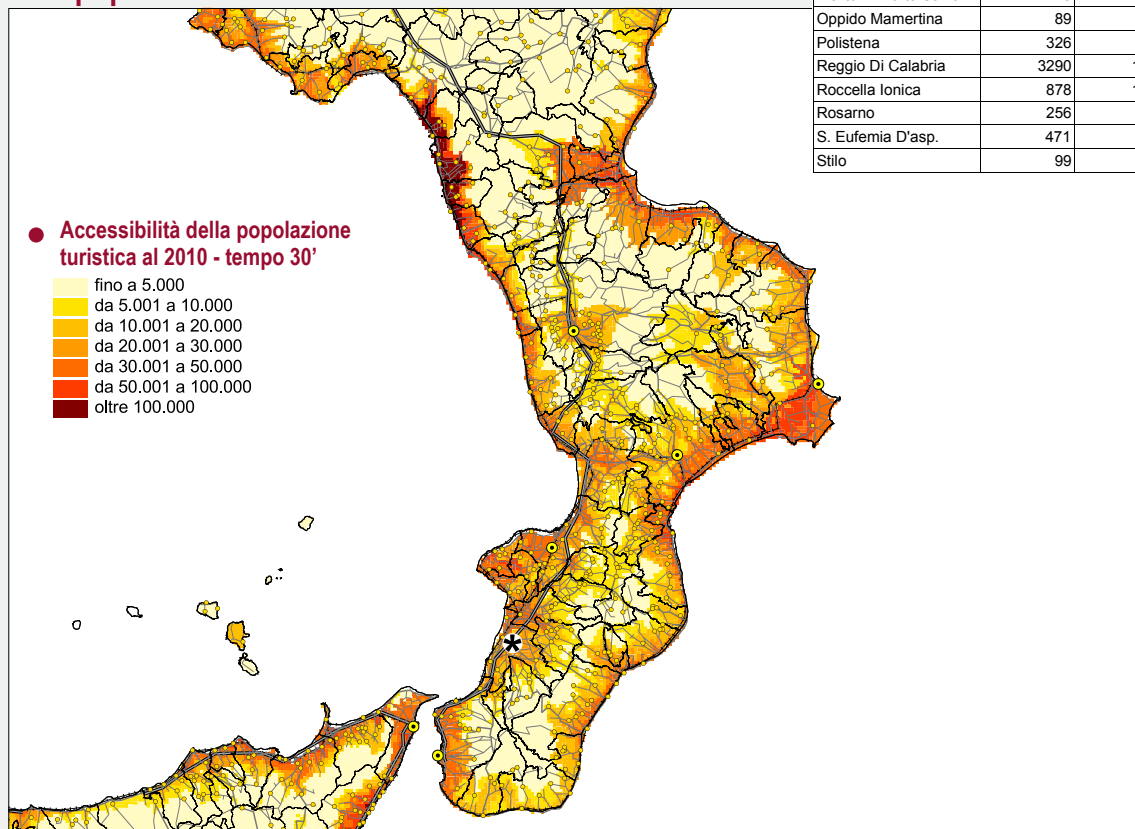 Oppido Mamertina 89
Polistena 326
Reggio Di Calabria 3290 1
Roccella Ionica 878 1
Rosarno 256
S. Eufemia D'asp. 471
Stilo 99
Accessibilità della popolazione
turistica al 2010 - tempo 30’
fino a 5.000
da 5.001 a 10.000
da 10.001 a 20.000
da 20.001 a 30.000
da 30.001 a 50.000
da 50.001 a 100.000
oltre 100.000
*